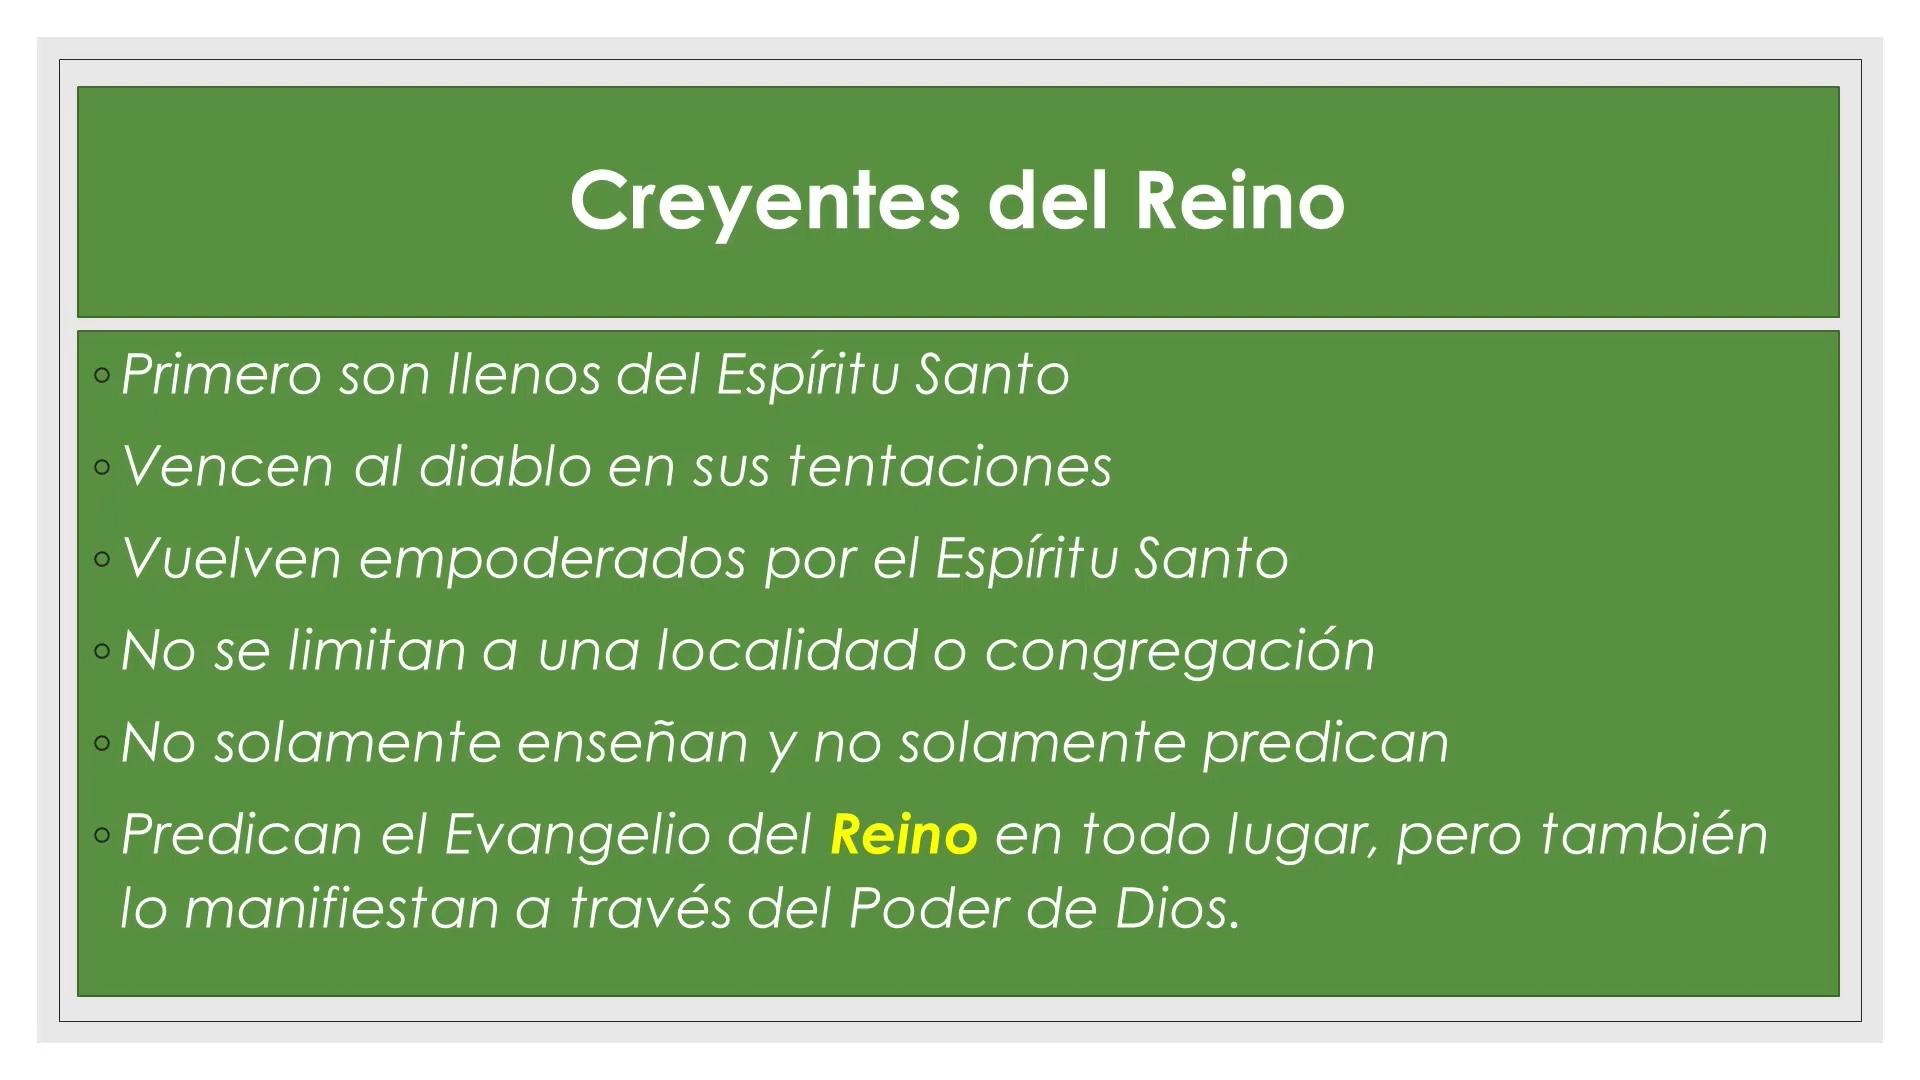 Creyentes del Reino
Primero son llenos del Espíritu Santo
Vencen al diablo en sus tentaciones
Vuelven empoderados por el Espíritu Santo
No se limitan a una localidad o congregación
No solamente enseñan y no solamente predican
Predican el Evangelio del Reino en todo lugar, pero también
lo manifiestan a través del Poder de Dios.